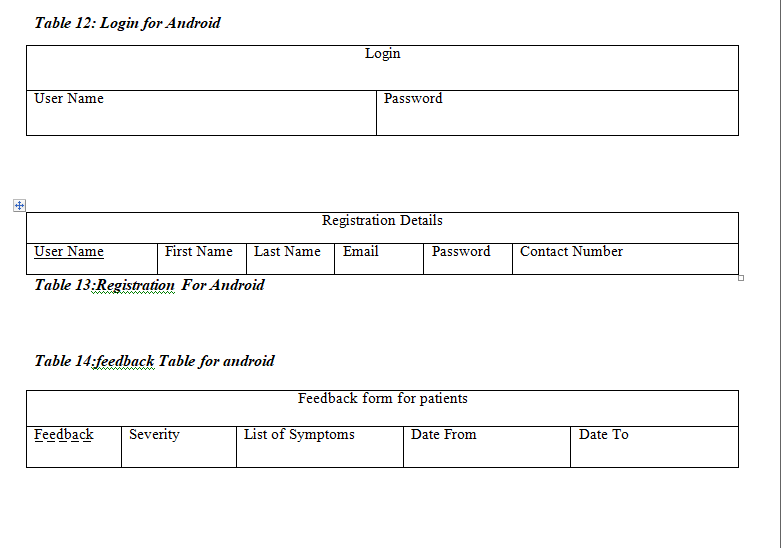 Table 12: Login for Android
Login
User Name Password
Registration Details
User Name First Name Last Name Email Password Contact Number
Table 13:Registration For Android
Table 14:feedback Table for android
Feedback form for patients
Feedback Severity List of Symptoms Date From Date To